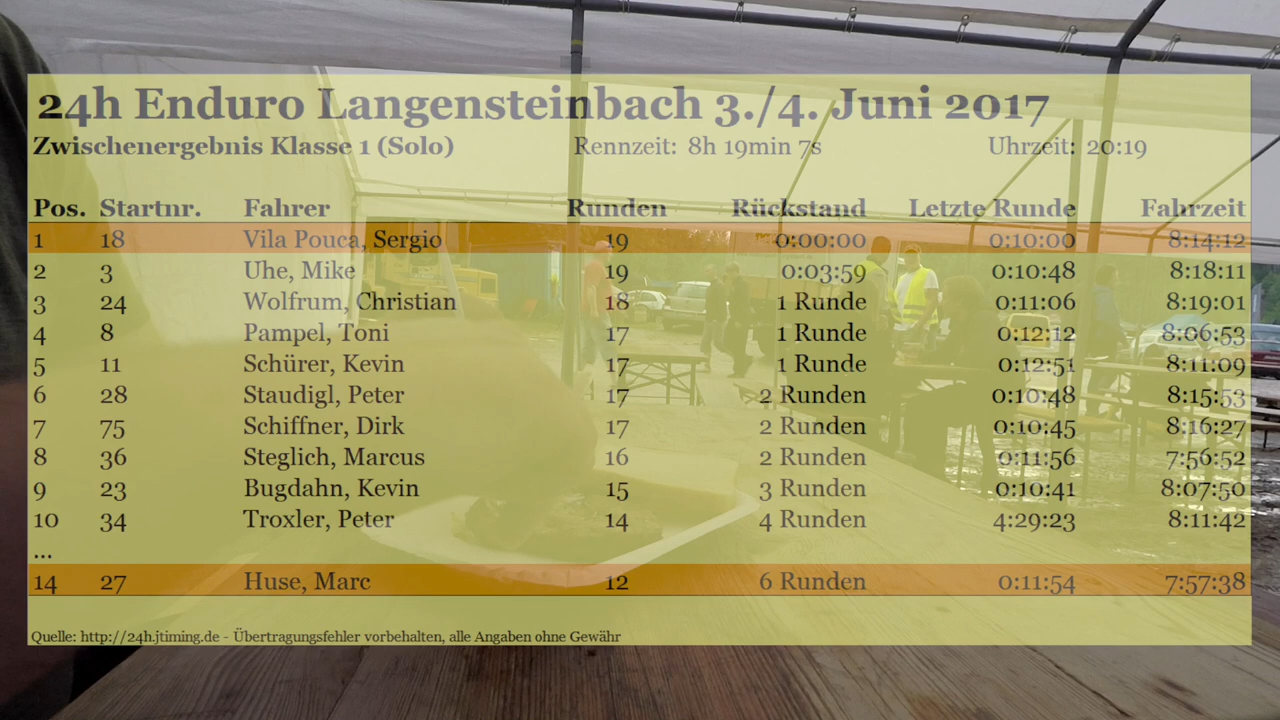 24h Enduro Langensteinbach 3./4. Juni 2017
Zwischenergebnis Klasse 1 (Solo) Rennzeit: 8h 19min 7s Uhrzeit: 20:19
Pos. Startnr. Fahrer Runden Rückstand Letzte Runde Fahrzeit
1 18 Vila Pouca, Sergio 19 0:00:00 0:10:00 8:14:12
2 3 Uhe, Mike 19 0:03:59 0:10:48 8:18:11
3 24 Wolfrum, Christian 18 1 Runde 0:11:06 8:19:01
4 8 Pampel, Toni 17 1 Runde 0:12:12 8:06:53
5 11 Schürer, Kevin 17 1 Runde 0:12:51 8:11:09
6 28 Staudigl, Peter 17 2 Runden 0:10:48 8:15:53
7 75 Schiffner, Dirk 17 2 Runden 0:10:45 8:16:27
8 36 Steglich, Marcus 16 2 Runden 0:11:56 7:56:52
9 23 Bugdahn, Kevin 15 3 Runden 0:10:41 8:07:50
10 34 Troxler, Peter 14 4 Runden 4:29:23 8:11:42
...
14 27 Huse, Marc 12 6 Runden 0:11:54 7:57:38
Quelle: http://24h.jtiming.de - Übertragungsfehler vorbehalten, alle Angaben ohne Gewähr